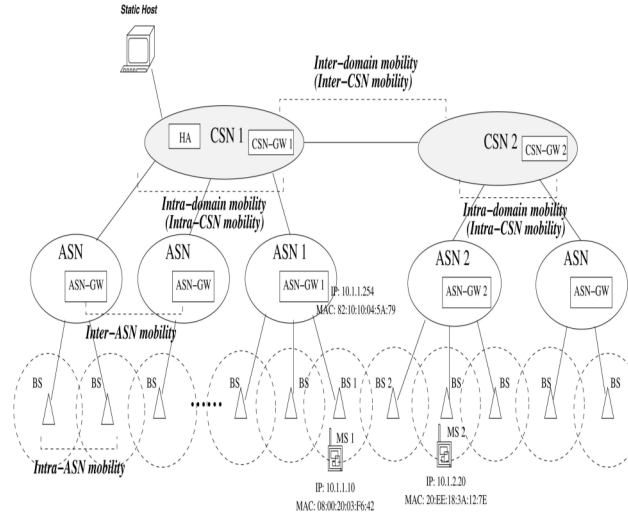 Static Host
Inter-domain mobility
(Inter-CSN mobility)
HA
CSN 1
CSN-GW 1
CSN 2
CSN-GW 2
Intra-domain mobility
(Intra-CSN mobility)
Intra-domain mobility
(Intra-CSN mobility)
ASN
ASN-GW
ASN
ASN-GW
ASN 1
ASN-GW 1
IP: 10.1.1.254
MAC: 82:10:10:04:5A:79
ASN 2
ASN-GW 2
ASN
ASN-GW
Inter-ASN mobility
BS
BS
BS
......
BS
BS
BS 1
BS 2
BS
BS
BS
BS
Intra-ASN mobility
MS 1
IP: 10.1.1.10
MAC: 08:00:20:03:F6:42
MS 2
IP: 10.1.2.20
MAC: 20:EE:18:3A:12:7E